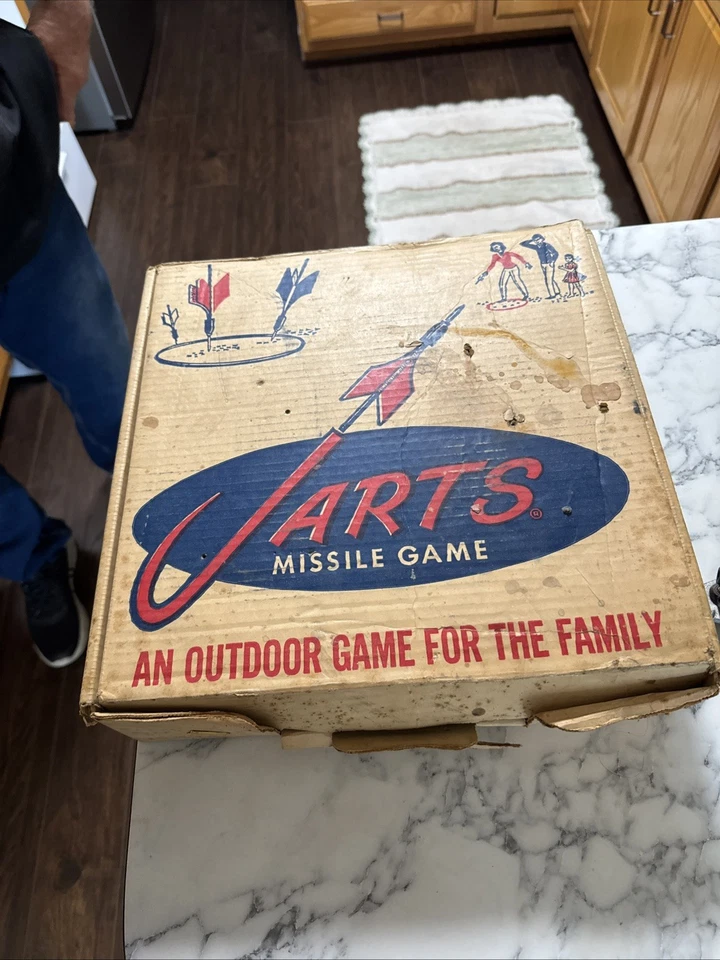 JARTS®
MISSILE GAME
AN OUTDOOR GAME FOR THE FAMILY